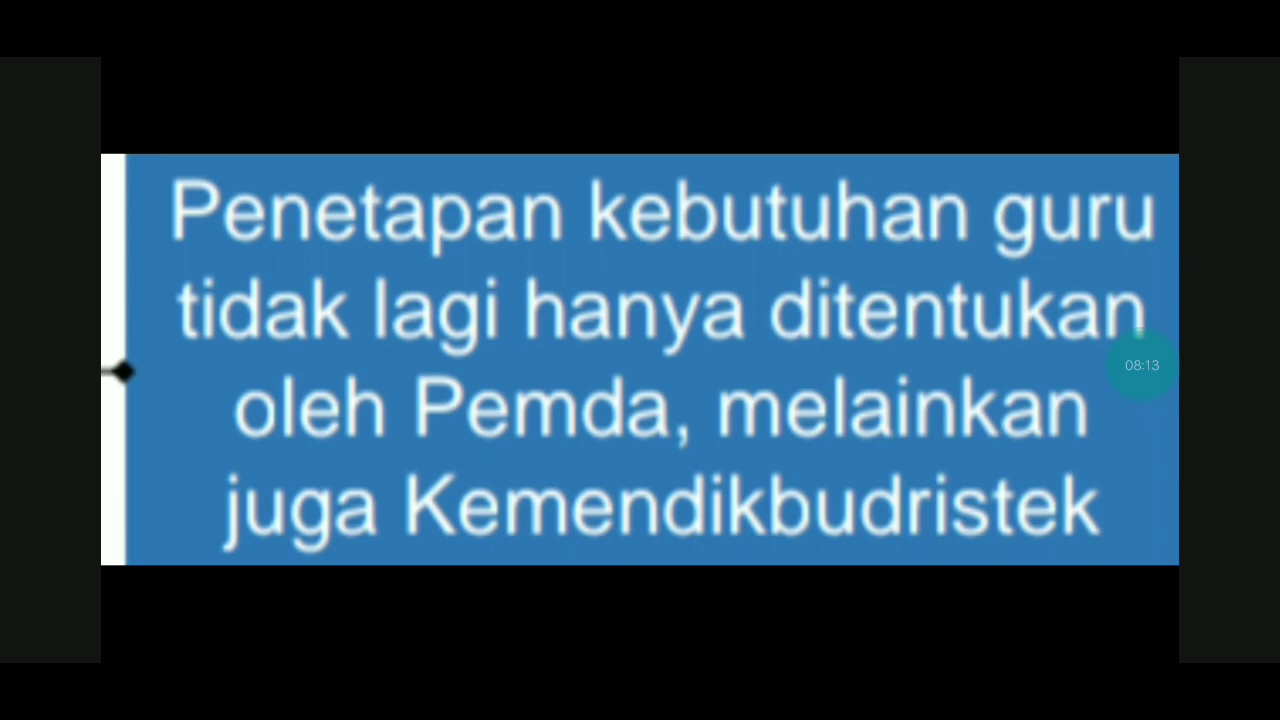 Penetapan kebutuhan guru
tidak lagi hanya ditentukan
oleh Pemda, melainkan
juga Kemendikbudristek
08:13